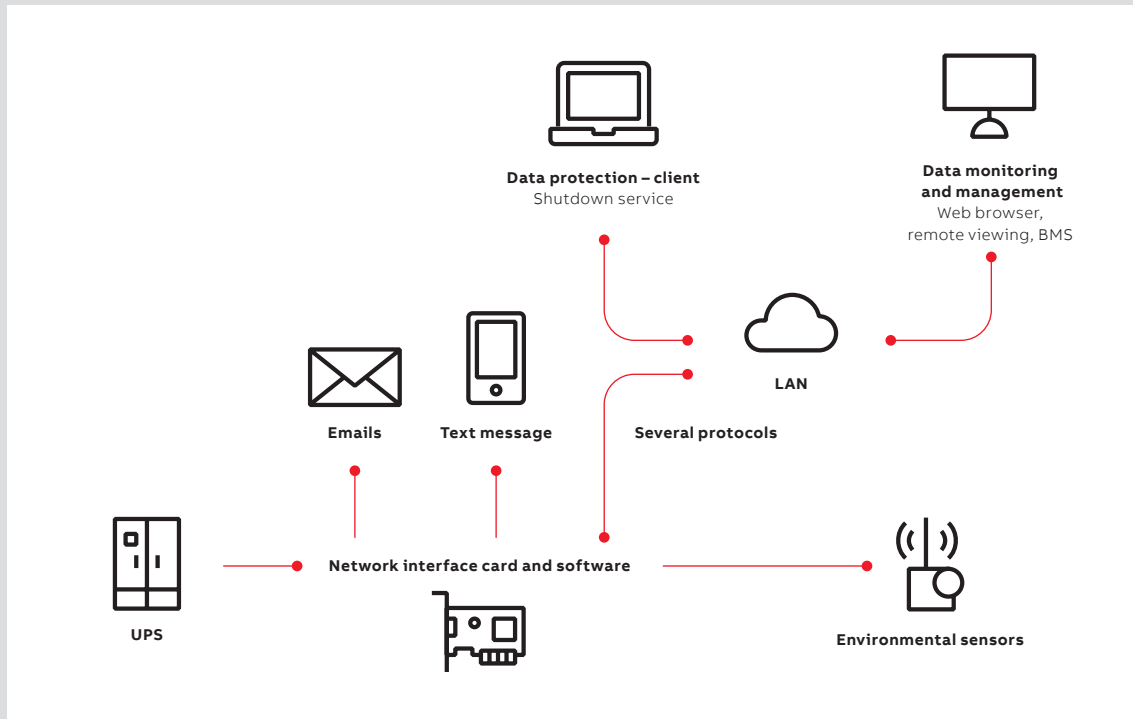 Data protection – client
Shutdown service
Data monitoring
and management
Web browser,
remote viewing, BMS
LAN
Emails
Text message
Several protocols
Network interface card and software
UPS
Environmental sensors